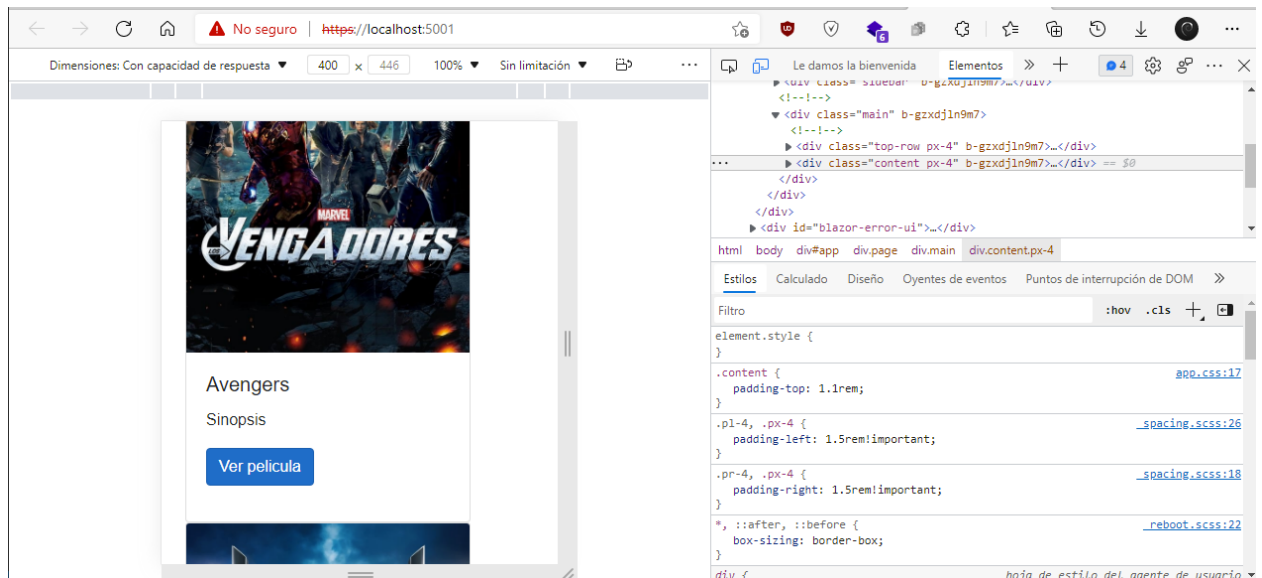 No seguro | https://localhost:5001
6
Dimensiones: Con capacidad de respuesta ▼ 400 x 446 100% ▼ Sin limitación ▼ ...
Le damos la bienvenida Elementos » + 4 ...
▶<div class="sidebar" b-gzxdjln9m7>…</div>
<!--!-->
▼<div class="main" b-gzxdjln9m7>
<!--!-->
▶<div class="top-row px-4" b-gzxdjln9m7>…</div>
... ▶<div class="content px-4" b-gzxdjln9m7>…</div> == $0
</div>
</div>
</div>
▶<div id="blazor-error-ui">…</div>
html body div#app div.page div.main div.content.px-4
Estilos Calculado Diseño Oyentes de eventos Puntos de interrupción de DOM »
Filtro :hov .cls +
element.style {
}
.content { app.css:17
padding-top: 1.1rem;
}
.pl-4, .px-4 { _spacing.scss:26
padding-left: 1.5rem!important;
}
.pr-4, .px-4 { _spacing.scss:18
padding-right: 1.5rem!important;
}
*, ::after, ::before { _reboot.scss:22
box-sizing: border-box;
}
div { hoja de estilo del agente de usuario
MARVEL
LOS VENGADORES
Avengers
Sinopsis
Ver pelicula